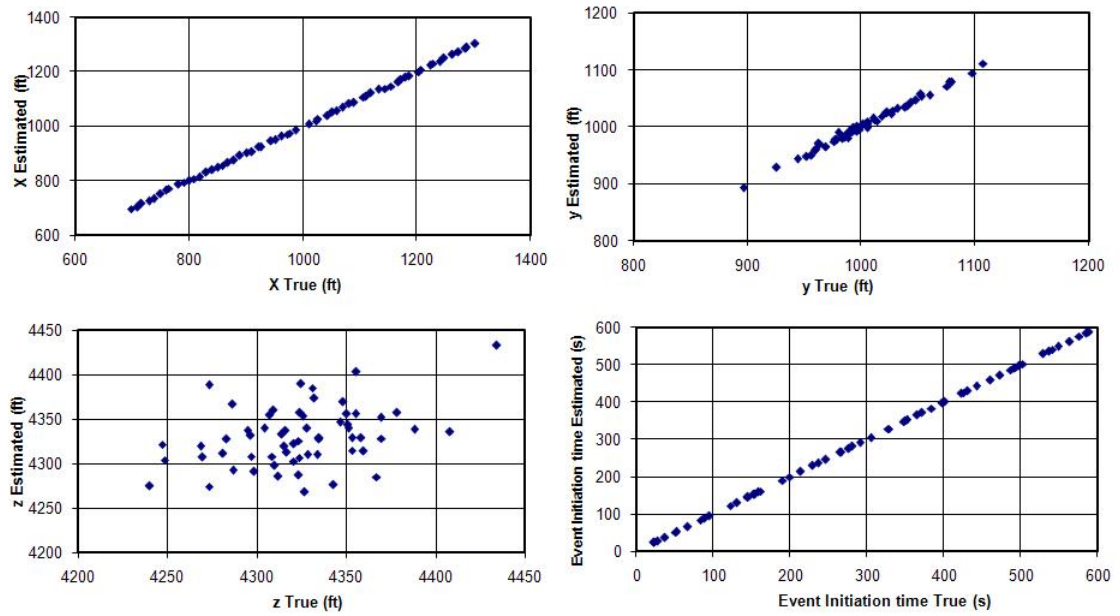 1400
1200
1000
800
600
X Estimated (ft)
600 800 1000 1200 1400
X True (ft)
1200
1100
1000
900
800
y Estimated (ft)
800 900 1000 1100 1200
y True (ft)
4450
4400
4350
4300
4250
4200
z Estimated (ft)
4200 4250 4300 4350 4400 4450
z True (ft)
600
500
400
300
200
100
0
Event Initiation time Estimated (s)
0 100 200 300 400 500 600
Event Initiation time True (s)